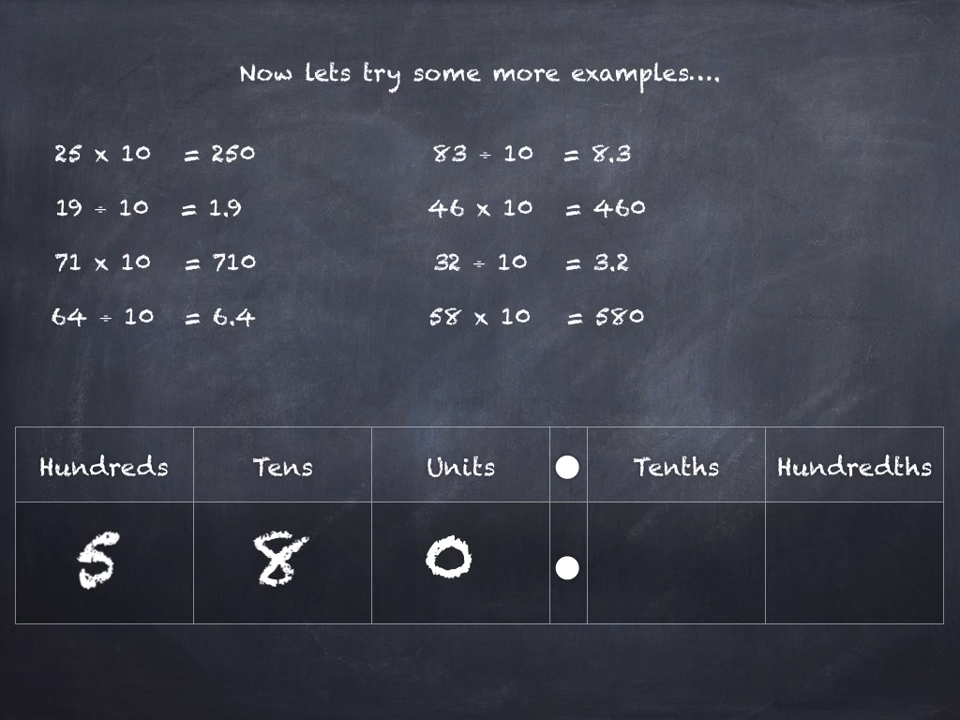 Now lets try some more examples....
25 x 10 = 250
19 ÷ 10 = 1.9
71 x 10 = 710
64 ÷ 10 = 6.4
83 ÷ 10 = 8.3
46 x 10 = 460
32 ÷ 10 = 3.2
58 x 10 = 580
Hundreds Tens Units • Tenths Hundredths
5 8 0 •